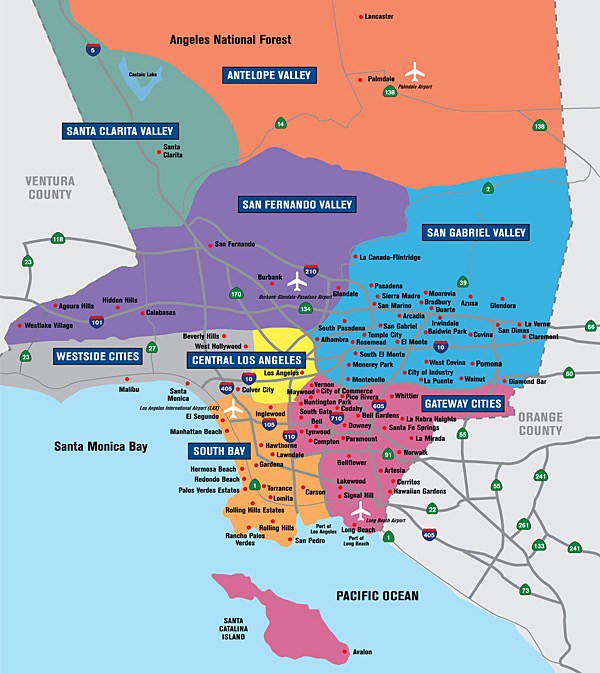 Lancaster
Angeles National Forest
5
Castaic Lake
ANTELOPE VALLEY
Palmdale
Palmdale Airport
138
14
138
SANTA CLARITA VALLEY
Santa
Clarita
VENTURA
COUNTY
2
SAN FERNANDO VALLEY
SAN GABRIEL VALLEY
118
San Fernando
23
La Canada-Flintridge
210
Burbank
Burbank-Glendale-Pasadena Airport
Glendale
39
Pasadena
Sierra Madre
Monrovia
San Marino
Bradbury
Azusa
Glendora
Duarte
170
134
Agoura Hills
Hidden Hills
Calabasas
101
Westlake Village
Arcadia
South Pasadena
San Gabriel
Irwindale
La Verne
San Dimas
66
Temple City
Baldwin Park
Covina
Claremont
Alhambra
Rosemead
El Monte
10
Beverly Hills
West Hollywood
27
23
WESTSIDE CITIES
CENTRAL LOS ANGELES
South El Monte
Monterey Park
West Covina
Pomona
City of Industry
La Puente
Walnut
60
Diamond Bar
Montebello
Los Angeles
10
405
Culver City
Malibu
Santa
Monica
Vernon
Maywood
City of Commerce
Pico Rivera
Whittier
Huntington Park
605
GATEWAY CITIES
Los Angeles International Airport (LAX)
Inglewood
South Gate
Cudahy
Bell Gardens
La Habra Heights
ORANGE
COUNTY
El Segundo
105
Bell
710
Downey
Santa Fe Springs
Manhattan Beach
110
Lynwood
La Mirada
55
Santa Monica Bay
Hawthorne
Compton
Paramount
SOUTH BAY
Lawndale
91
Norwalk
Gardena
Bellflower
Hermosa Beach
Artesia
Redondo Beach
Lakewood
Cerritos
55
241
Palos Verdes Estates
1
Torrance
Carson
Signal Hill
Hawaiian Gardens
Lomita
Rolling Hills Estates
22
Long Beach Airport
Rolling Hills
Port of
Los Angeles
Long Beach
261
Rancho Palos
Verdes
San Pedro
Port of
Long Beach
1
405
133
241
73
PACIFIC OCEAN
SANTA
CATALINA
ISLAND
Avalon